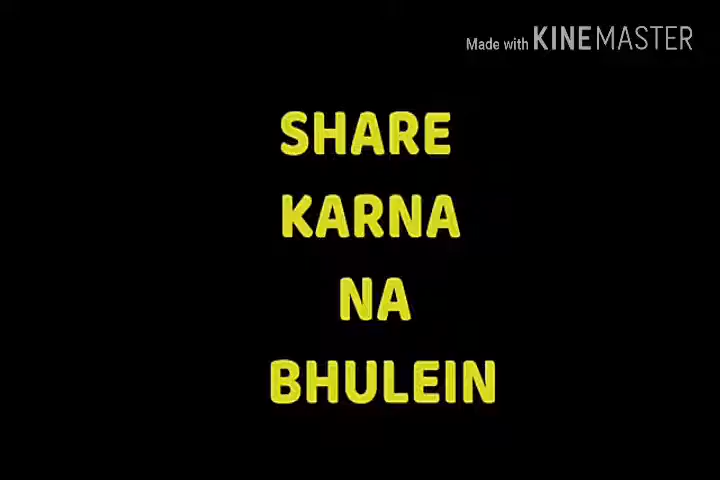 Made with KINEMASTER
SHARE
KARNA
NA
BHULEIN